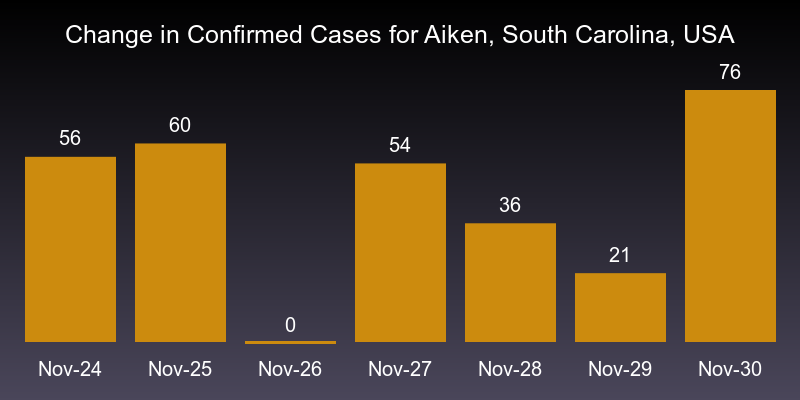 Change in Confirmed Cases for Aiken, South Carolina, USA
56
60
0
54
36
21
76
Nov-24
Nov-25
Nov-26
Nov-27
Nov-28
Nov-29
Nov-30